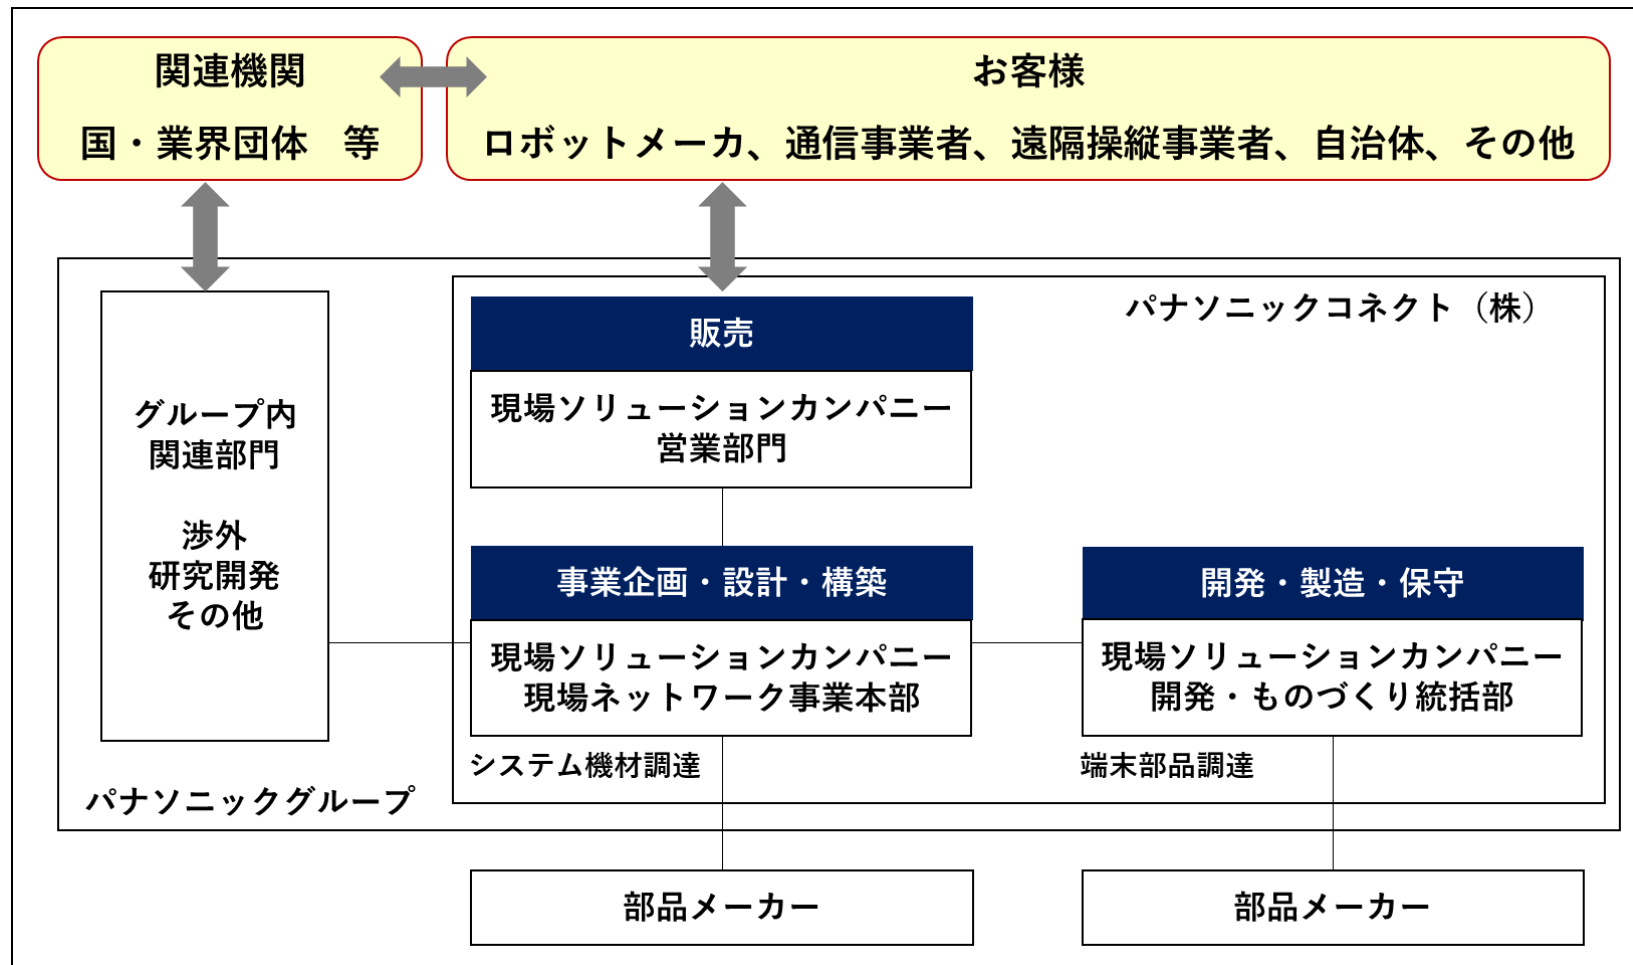 関連機関
国・業界団体　等
お客様
ロボットメーカ、通信事業者、遠隔操縦事業者、自治体、その他
パナソニックコネクト（株）
グループ内
関連部門
渉外
研究開発
その他
販売
現場ソリューションカンパニー
営業部門
事業企画・設計・構築
現場ソリューションカンパニー
現場ネットワーク事業本部
開発・製造・保守
現場ソリューションカンパニー
開発・ものづくり統括部
システム機材調達
端末部品調達
パナソニックグループ
部品メーカー
部品メーカー